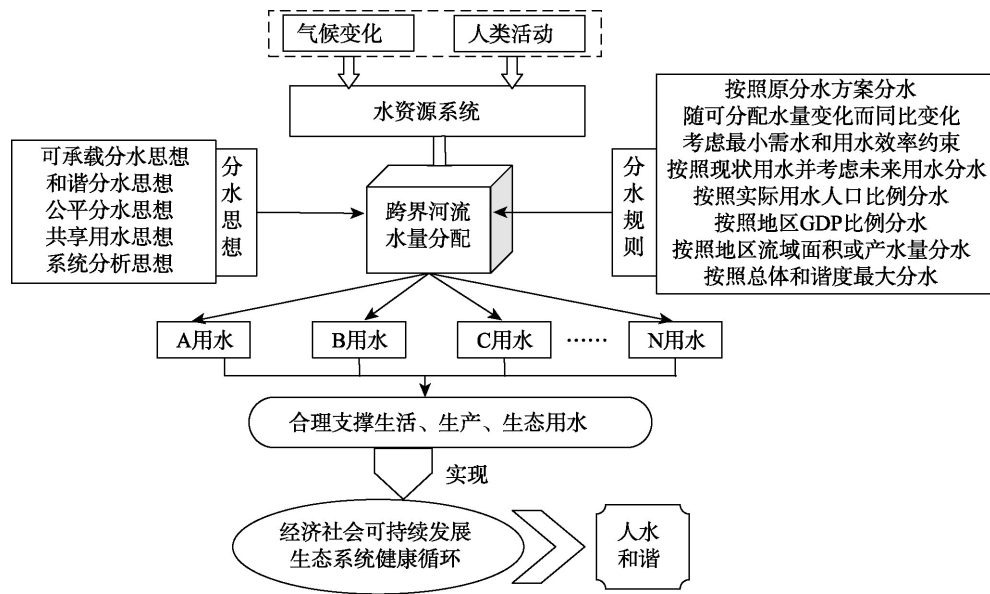 气候变化
人类活动
水资源系统
可承载分水思想
和谐分水思想
公平分水思想
共享用水思想
系统分析思想
分水思想
跨界河流
水量分配
分水规则
按照原分水方案分水
随可分配水量变化而同比变化
考虑最小需水和用水效率约束
按照现状用水并考虑未来用水分水
按照实际用水人口比例分水
按照地区GDP比例分水
按照地区流域面积或产水量分水
按照总体和谐度最大分水
A用水
B用水
C用水
……
N用水
合理支撑生活、生产、生态用水
实现
经济社会可持续发展
生态系统健康循环
人水
和谐